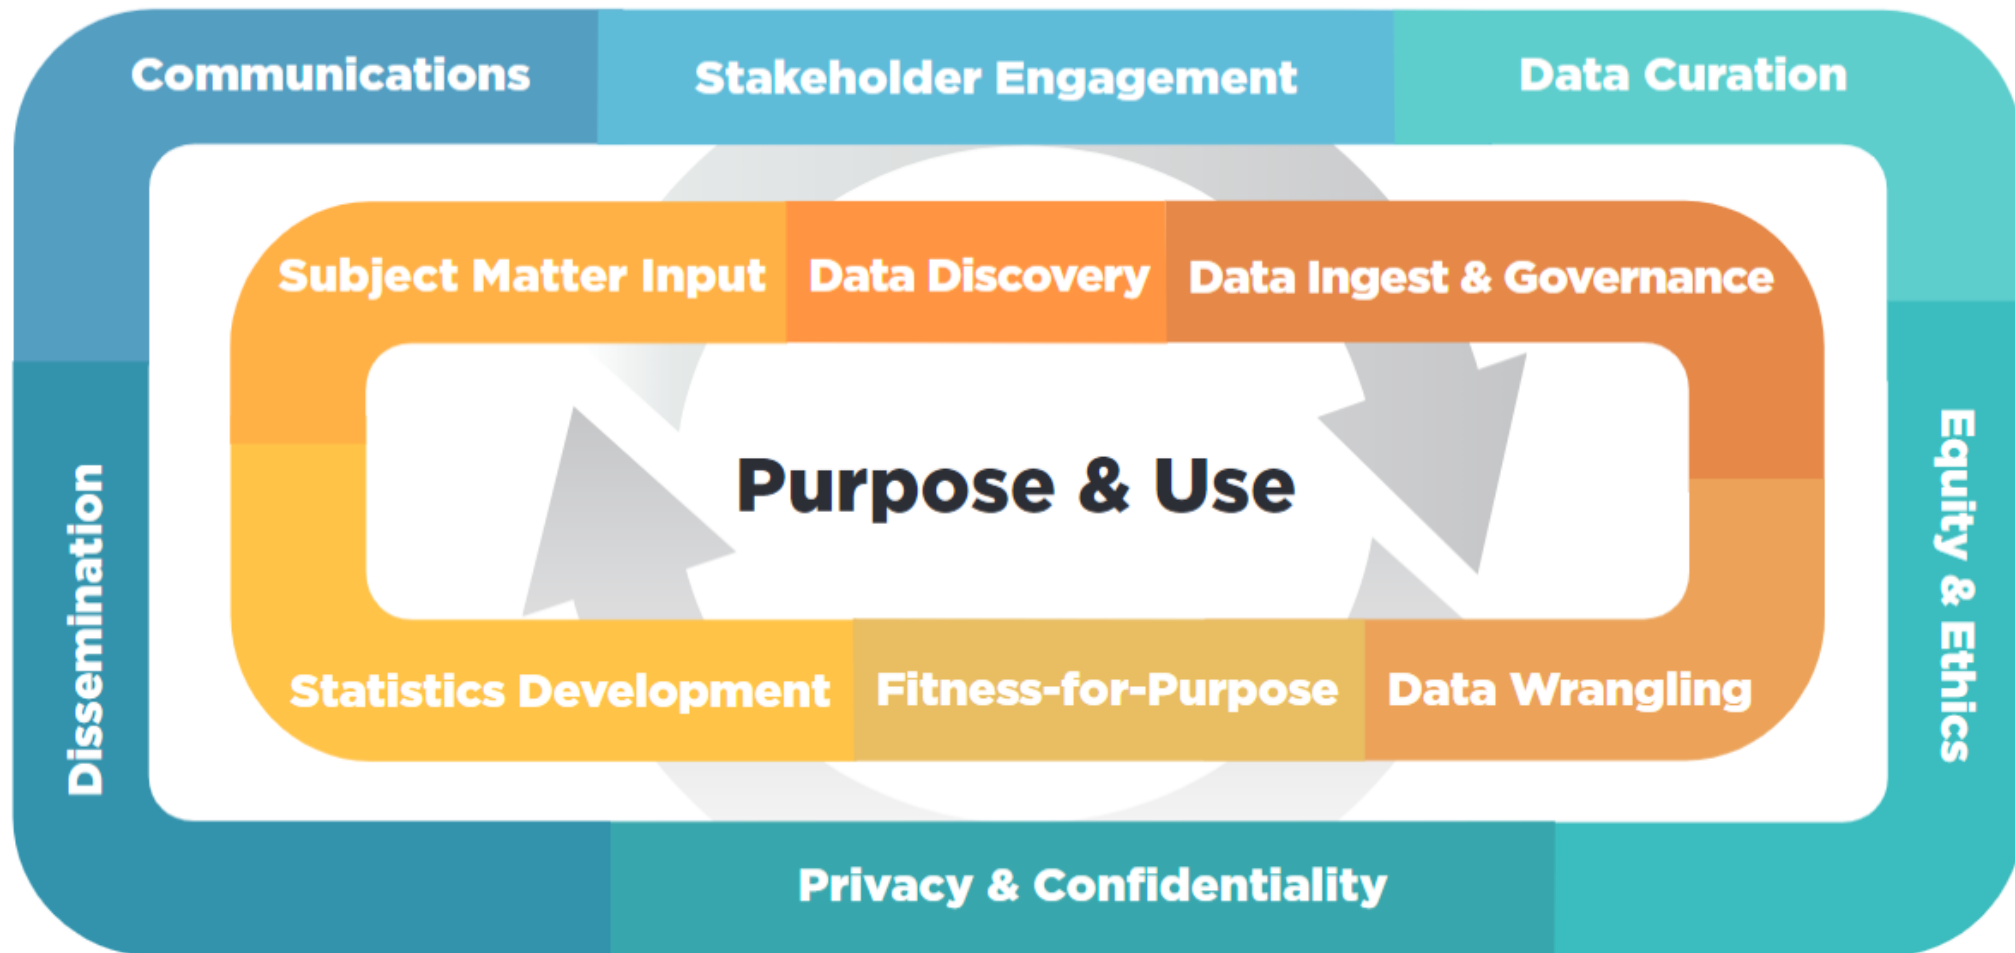 Communications
Stakeholder Engagement
Data Curation
Subject Matter Input
Data Discovery
Data Ingest & Governance
Purpose & Use
Equity & Ethics
Dissemination
Statistics Development
Fitness-for-Purpose
Data Wrangling
Privacy & Confidentiality